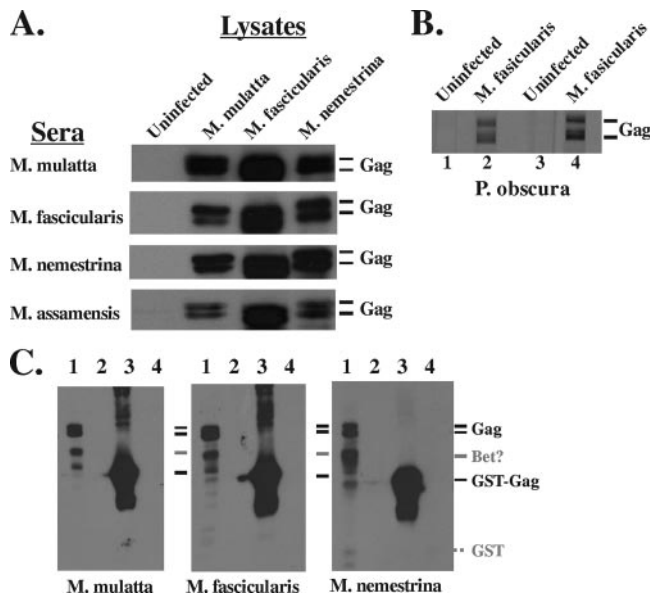 A.
Lysates
Uninfected
M. mulatta
M. fascicularis
M. nemestrina
Sera
M. mulatta
Gag
M. fascicularis
Gag
M. nemestrina
Gag
M. assamensis
Gag
B.
Uninfected
M. fasicularis
Uninfected
M. fasicularis
Gag
1 2 3 4
P. obscura
C.
1 2 3 4 1 2 3 4 1 2 3 4
Gag
Bet?
GST-Gag
GST
M. mulatta M. fascicularis M. nemestrina